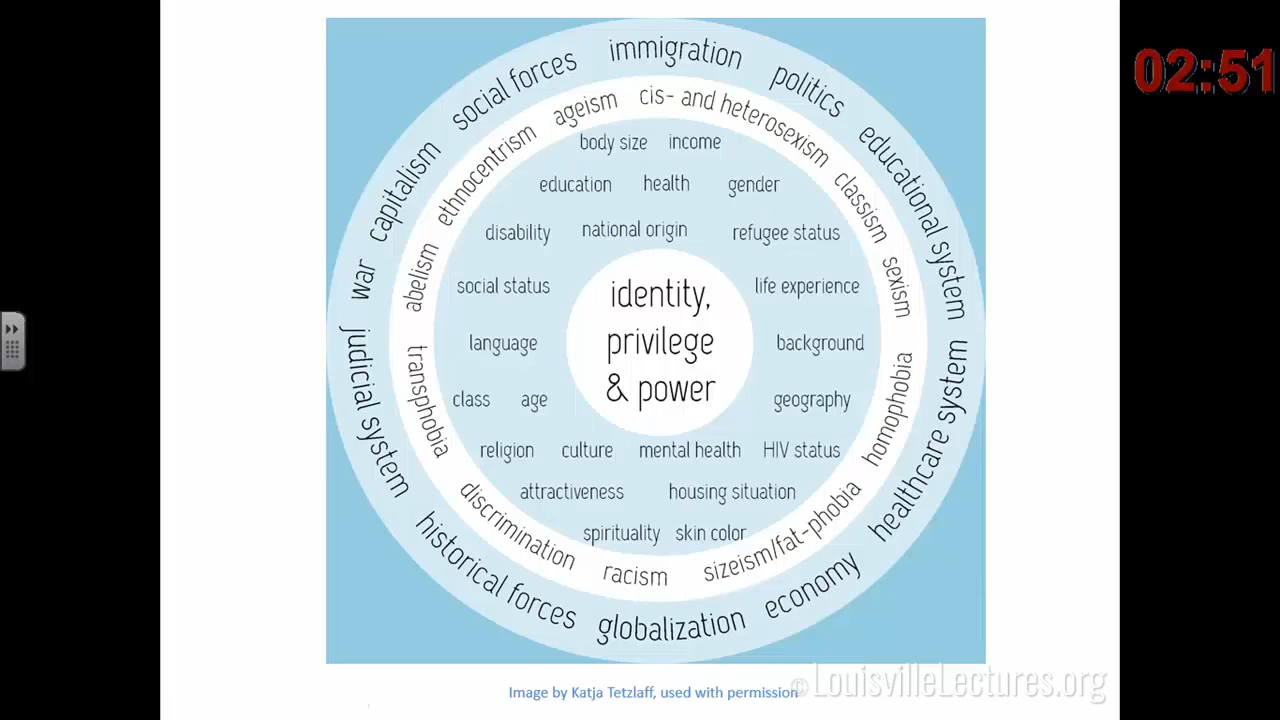 02:51
social forces
immigration
politics
educational system
healthcare system
economy
globalization
historical forces
judicial system
war
capitalism
ageism
cis- and heterosexism
classism
sexism
homophobia
sizeism/fat-phobia
racism
discrimination
transphobia
abelism
ethnocentrism
body size income
education health gender
disability national origin refugee status
social status life experience
language background
class age geography
religion culture mental health HIV status
attractiveness housing situation
spirituality skin color
identity,
privilege
& power
Image by Katja Tetzlaff, used with permission
©LouisvilleLectures.org